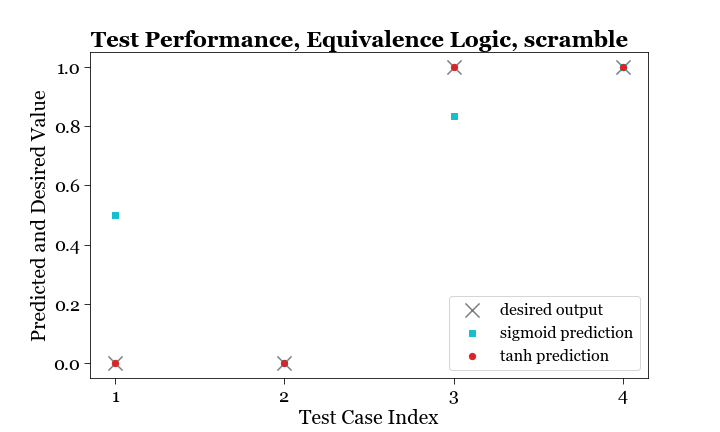 Test Performance, Equivalence Logic, scramble
Predicted and Desired Value
1.0
0.8
0.6
0.4
0.2
0.0
desired output
sigmoid prediction
tanh prediction
1 2 3 4
Test Case Index